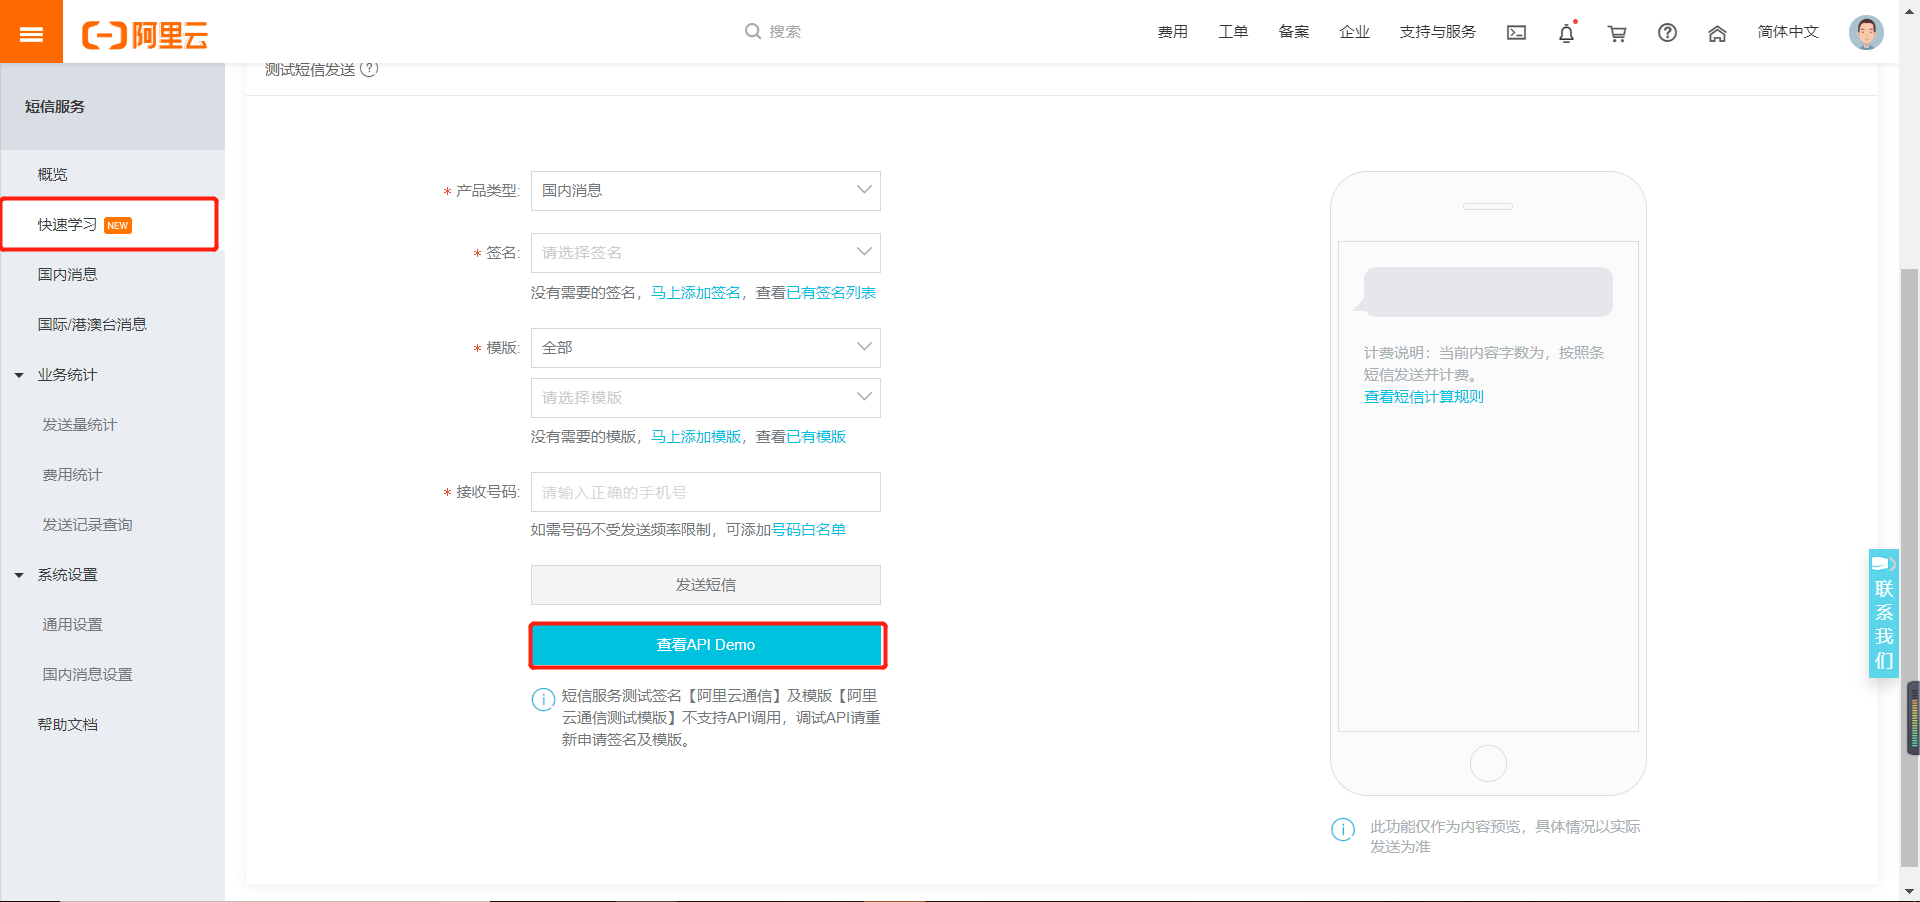 阿里云
搜索
费用
工单
备案
企业
支持与服务
简体中文
短信服务
概览
快速学习 NEW
国内消息
国际/港澳台消息
业务统计
发送量统计
费用统计
发送记录查询
系统设置
通用设置
国内消息设置
帮助文档
测试短信发送
* 产品类型: 国内消息
* 签名: 请选择签名
没有需要的签名，马上添加签名，查看已有签名列表
* 模版: 全部
请选择模版
没有需要的模版，马上添加模版，查看已有模版
* 接收号码: 请输入正确的手机号
如需号码不受发送频率限制，可添加号码白名单
发送短信
查看API Demo
短信服务测试签名【阿里云通信】及模版【阿里
云通信测试模版】不支持API调用，调试API请重
新申请签名及模版。
计费说明：当前内容字数为，按照条
短信发送并计费。
查看短信计算规则
此功能仅作为内容预览，具体情况以实际
发送为准
联
系
我
们